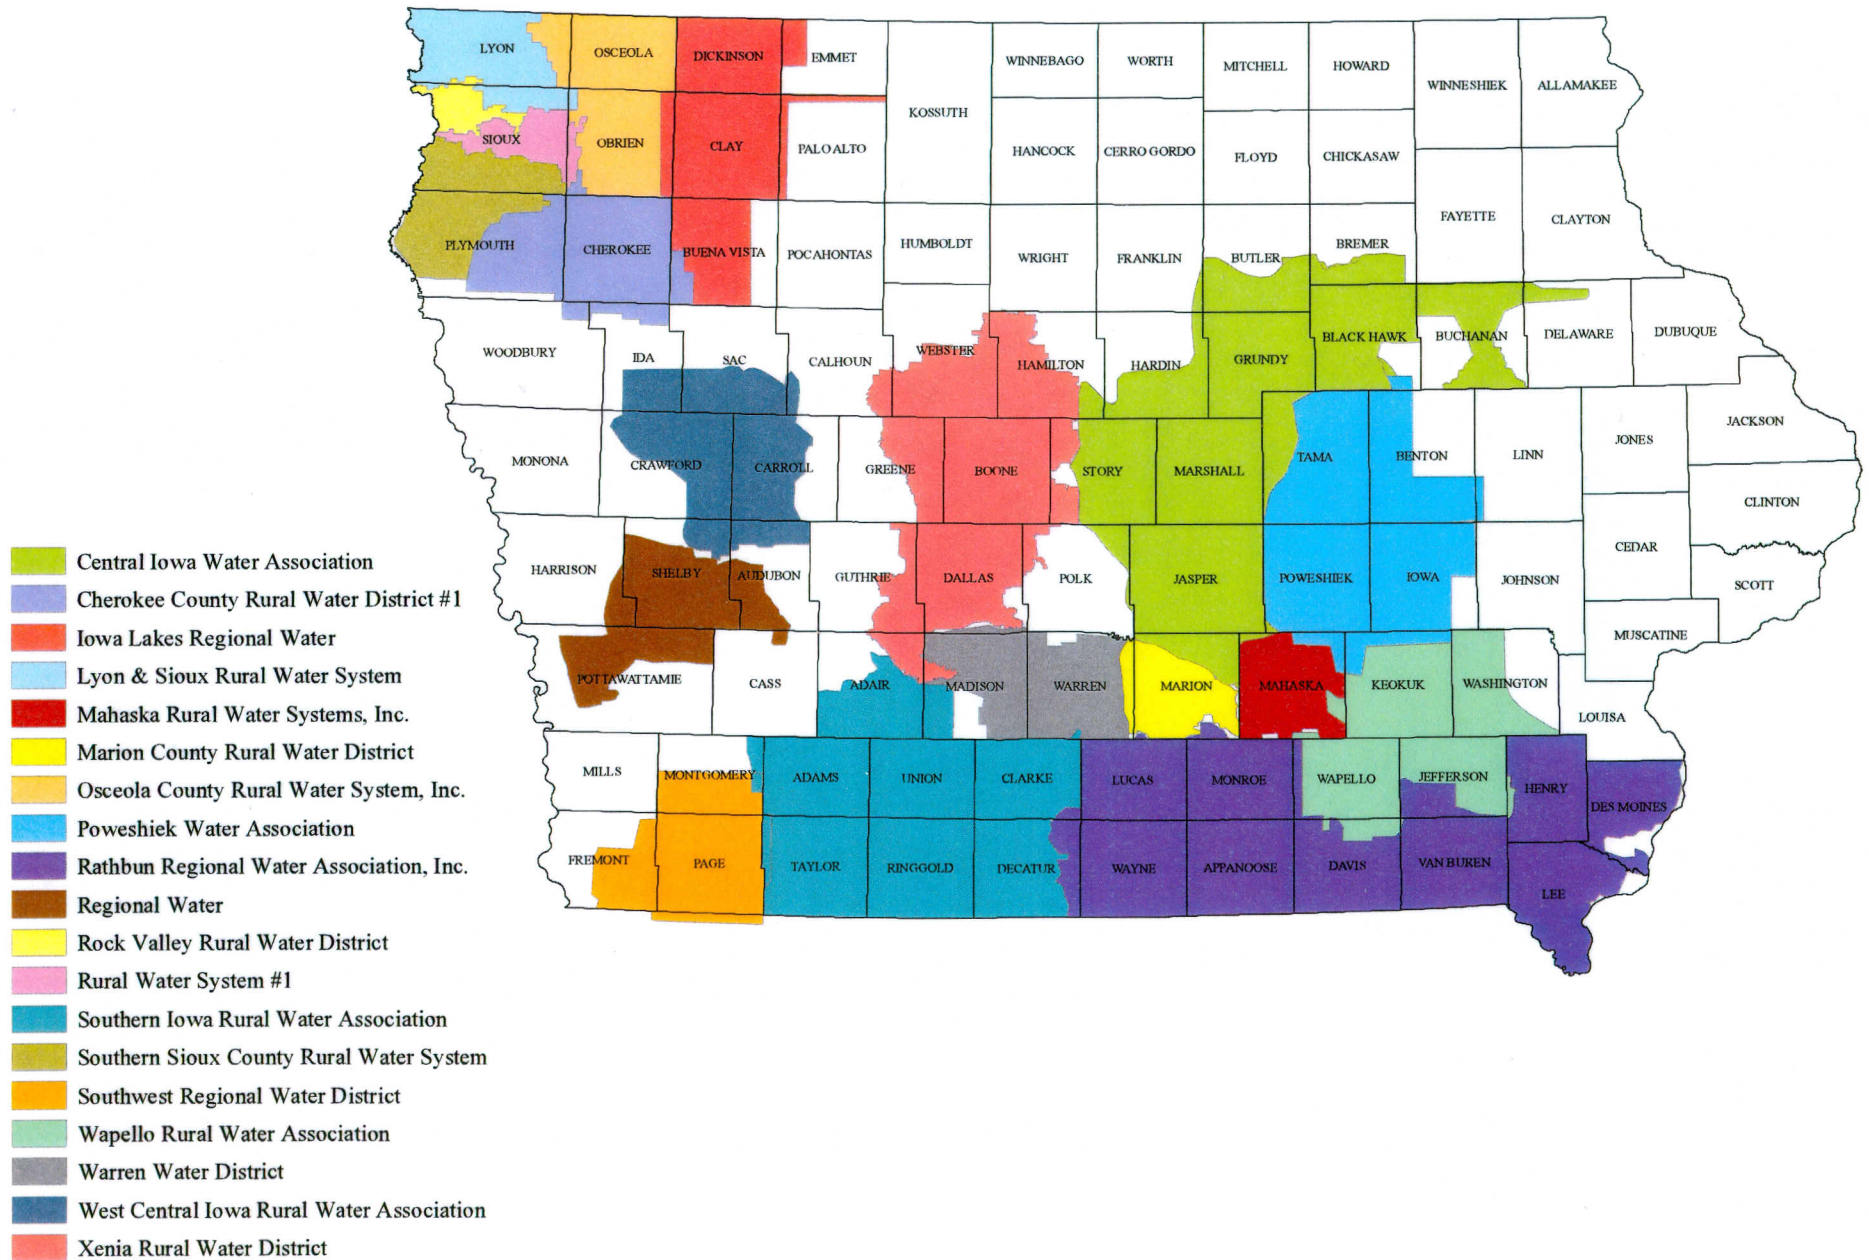 LYON
OSCEOLA
DICKINSON
EMMET
WINNEBAGO
WORTH
MITCHELL
HOWARD
WINNESHIEK
ALLAMAKEE
KOSSUTH
SIOUX
OBRIEN
CLAY
PALO ALTO
HANCOCK
CERRO GORDO
FLOYD
CHICKASAW
FAYETTE
CLAYTON
PLYMOUTH
CHEROKEE
BUENA VISTA
POCAHONTAS
HUMBOLDT
WRIGHT
FRANKLIN
BUTLER
BREMER
WOODBURY
IDA
SAC
CALHOUN
WEBSTER
HAMILTON
HARDIN
GRUNDY
BLACK HAWK
BUCHANAN
DELAWARE
DUBUQUE
MONONA
CRAWFORD
CARROLL
GREENE
BOONE
STORY
MARSHALL
TAMA
BENTON
LINN
JONES
JACKSON
CLINTON
HARRISON
SHELBY
AUDUBON
GUTHRIE
DALLAS
POLK
JASPER
POWESHIEK
IOWA
JOHNSON
CEDAR
SCOTT
MUSCATINE
POTTAWATTAMIE
CASS
ADAIR
MADISON
WARREN
MARION
MAHASKA
KEOKUK
WASHINGTON
LOUISA
MILLS
MONTGOMERY
ADAMS
UNION
CLARKE
LUCAS
MONROE
WAPELLO
JEFFERSON
HENRY
DES MOINES
FREMONT
PAGE
TAYLOR
RINGGOLD
DECATUR
WAYNE
APPANOOSE
DAVIS
VAN BUREN
LEE
Central Iowa Water Association
Cherokee County Rural Water District #1
Iowa Lakes Regional Water
Lyon & Sioux Rural Water System
Mahaska Rural Water Systems, Inc.
Marion County Rural Water District
Osceola County Rural Water System, Inc.
Poweshiek Water Association
Rathbun Regional Water Association, Inc.
Regional Water
Rock Valley Rural Water District
Rural Water System #1
Southern Iowa Rural Water Association
Southern Sioux County Rural Water System
Southwest Regional Water District
Wapello Rural Water Association
Warren Water District
West Central Iowa Rural Water Association
Xenia Rural Water District